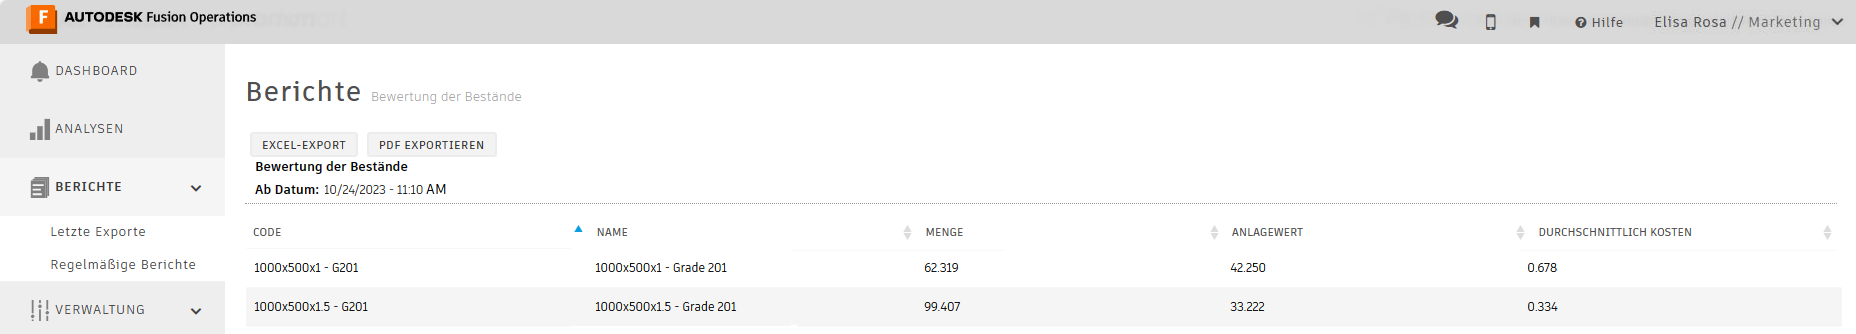 F AUTODESK Fusion Operations
Hilfe
Elisa Rosa // Marketing
DASHBOARD
ANALYSEN
BERICHTE
Letzte Exporte
Regelmäßige Berichte
VERWALTUNG
Berichte Bewertung der Bestände
EXCEL-EXPORT PDF EXPORTIEREN
Bewertung der Bestände
Ab Datum: 10/24/2023 - 11:10 AM
CODE NAME MENGE ANLAGEWERT DURCHSCHNITTLICH KOSTEN
1000x500x1 - G201 1000x500x1 - Grade 201 62.319 42.250 0.678
1000x500x1.5 - G201 1000x500x1.5 - Grade 201 99.407 33.222 0.334